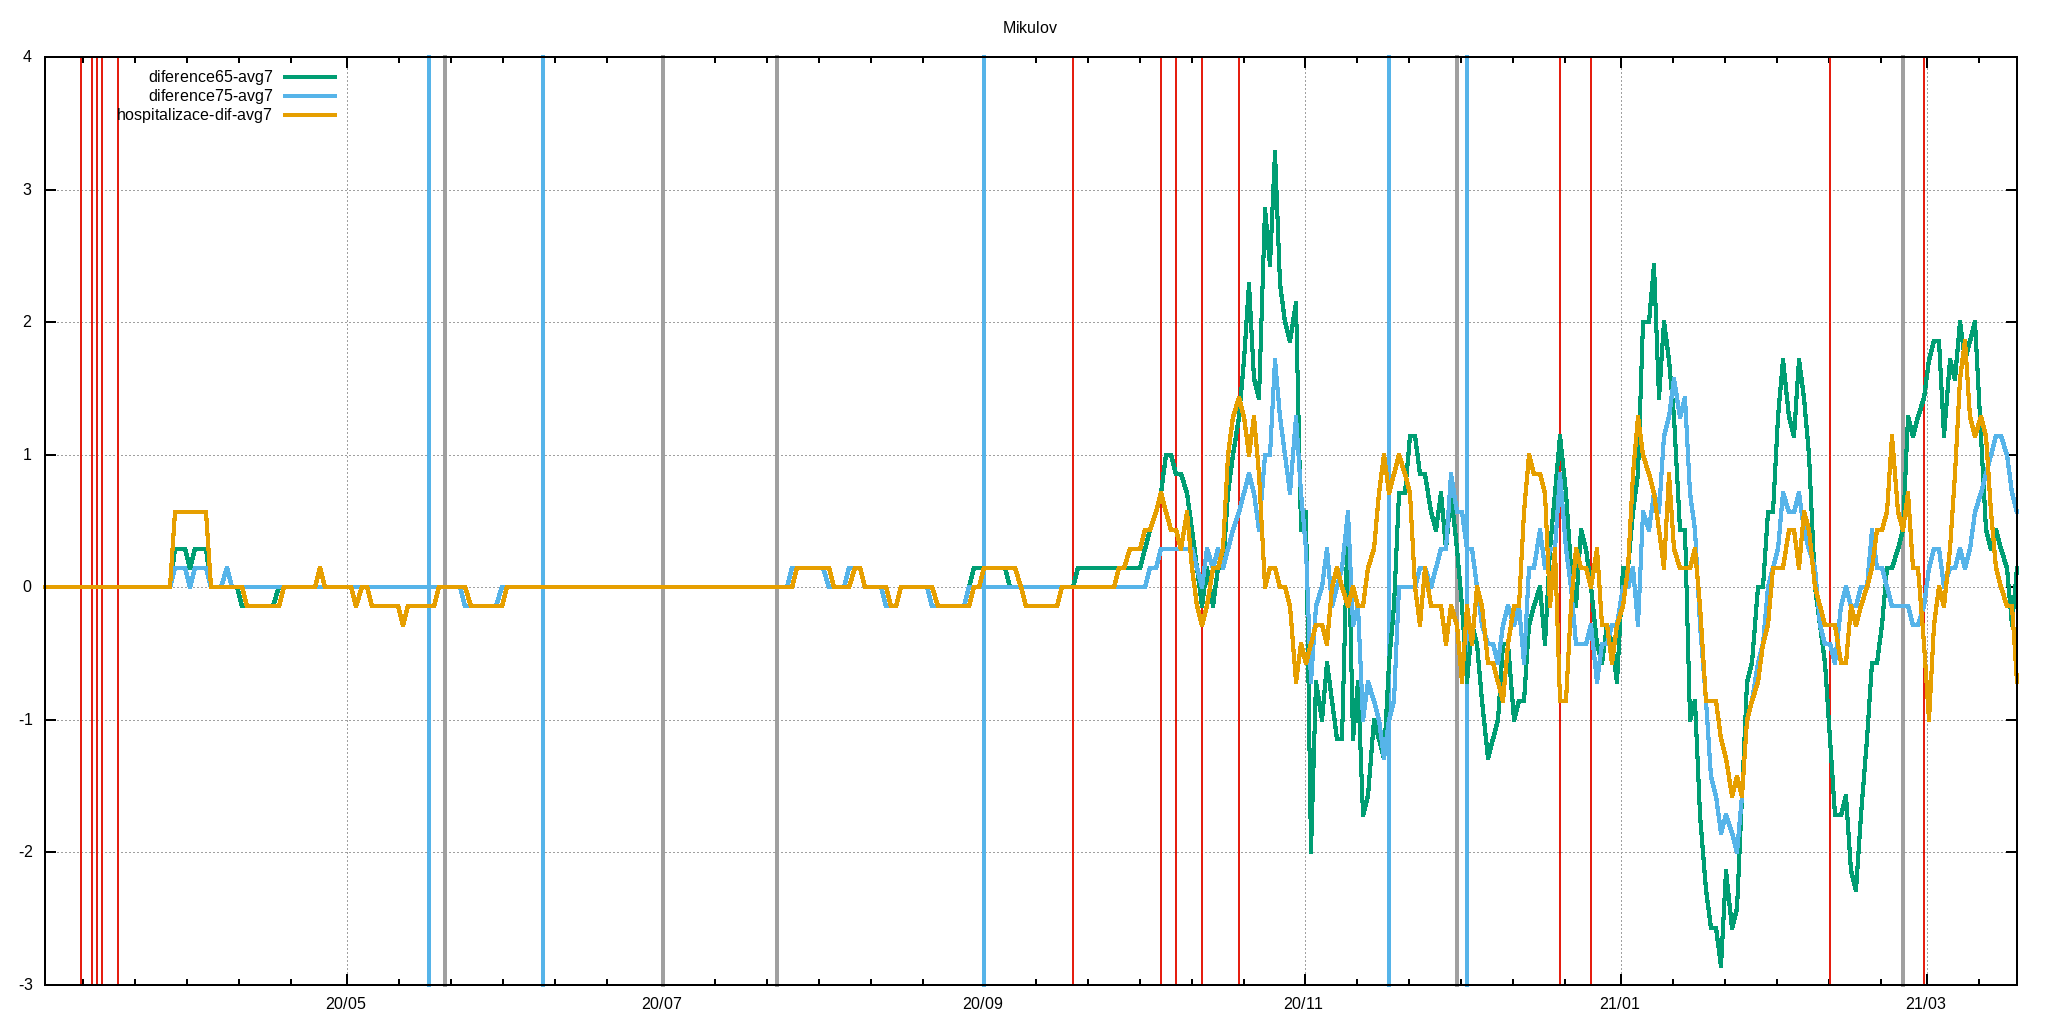 Mikulov
4
diference65-avg7
diference75-avg7
hospitalizace-dif-avg7
3
2
1
0
-1
-2
-3
20/05 20/07 20/09 20/11 21/01 21/03